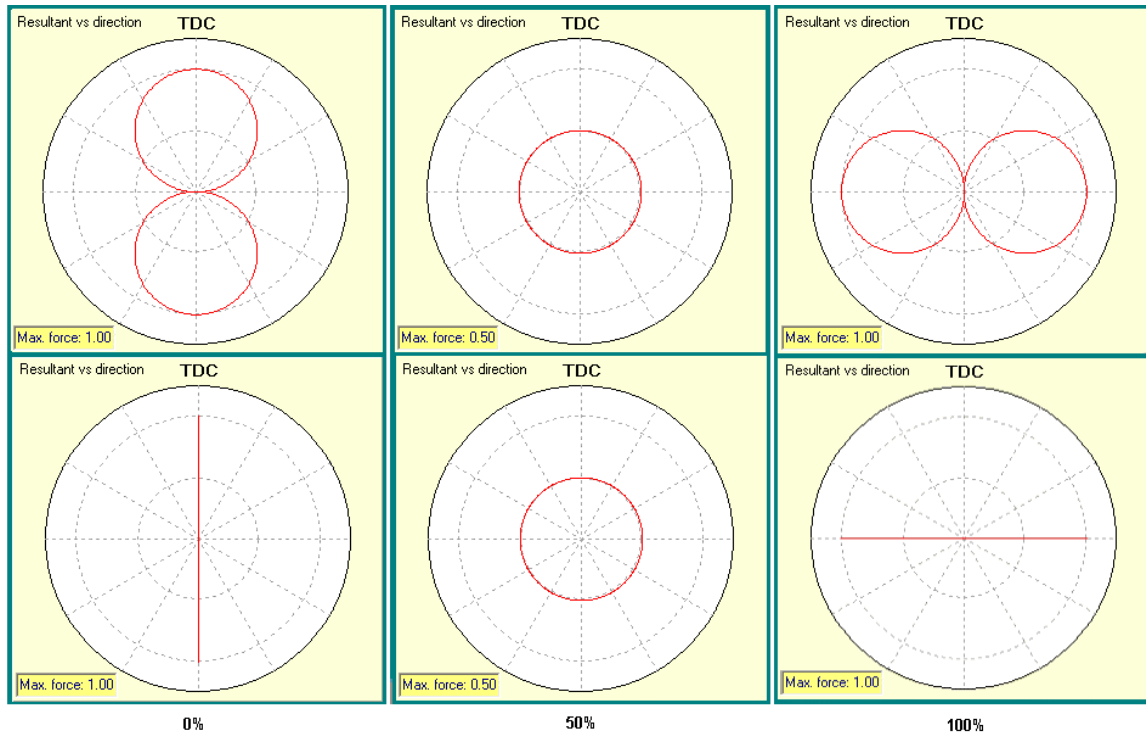 Resultant vs direction TDC
Max. force: 1.00
Resultant vs direction TDC
Max. force: 0.50
Resultant vs direction TDC
Max. force: 1.00
Resultant vs direction TDC
Max. force: 1.00
Resultant vs direction TDC
Max. force: 0.50
Resultant vs direction TDC
Max. force: 1.00
0%
50%
100%